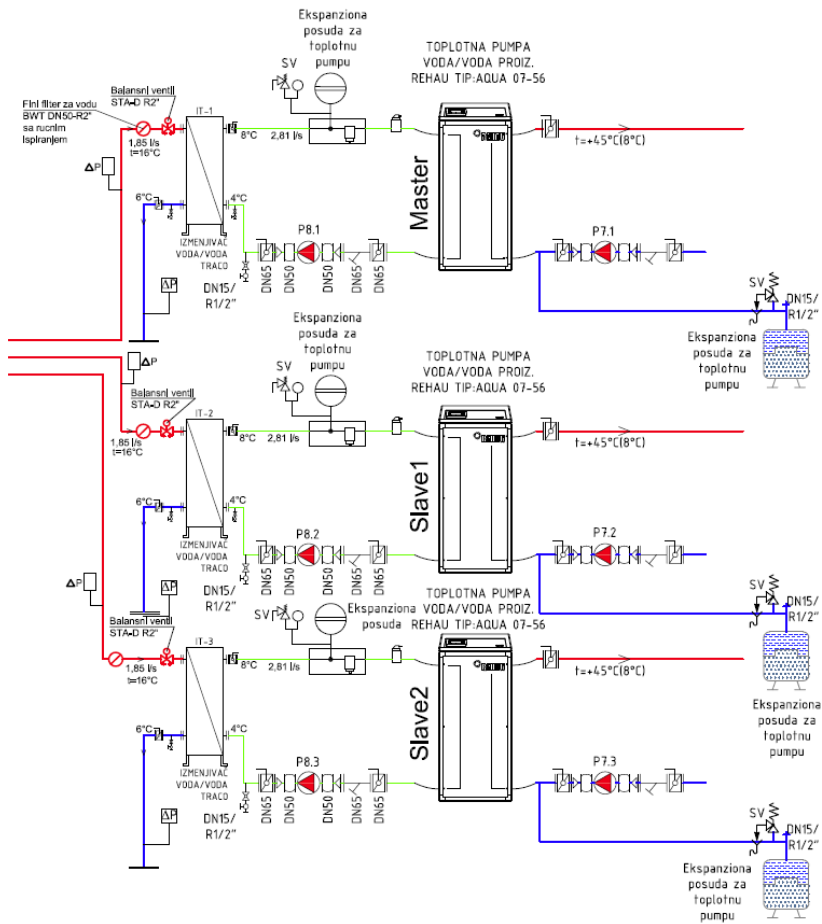 Ekspanziona
posuda za
toplotnu
pumpu
SV
TOPLOTNA PUMPA
VODA/VODA PROIZ.
REHAU TIP:AQUA 07-56
Balansni ventil
STA-D R2"
Fini filter za vodu
BWT DN50-R2"
sa rucnim
ispiranjem
IT-1
1,85 l/s
t=16°C
8°C
2,81 l/s
t=+45°C(8°C)
Master
ΔP
6°C
4°C
P8.1
P7.1
IZMENJIVAČ
VODA/VODA
TRACO
DN65
DN50
DN50
DN65
DN65
ΔP
DN15/
R1/2"
SV
DN15/
R1/2"
Ekspanziona
posuda za
toplotnu
pumpu
Ekspanziona
posuda za
toplotnu
pumpu
SV
TOPLOTNA PUMPA
VODA/VODA PROIZ.
REHAU TIP:AQUA 07-56
ΔP
Balansni ventil
STA-D R2"
IT-2
1,85 l/s
t=16°C
8°C
2,81 l/s
t=+45°C(8°C)
Slave1
6°C
4°C
P8.2
P7.2
IZMENJIVAČ
VODA/VODA
TRACO
DN65
DN50
DN50
DN65
DN65
ΔP
ΔP
DN15/
R1/2"
SV
DN15/
R1/2"
Ekspanziona
posuda za
toplotnu
pumpu
SV
Ekspanziona
posuda
TOPLOTNA PUMPA
VODA/VODA PROIZ.
REHAU TIP:AQUA 07-56
Balansni ventil
STA-D R2"
IT-3
1,85 l/s
t=16°C
8°C
2,81 l/s
t=+45°C(8°C)
Slave2
6°C
4°C
P8.3
P7.3
IZMENJIVAČ
VODA/VODA
TRACO
DN65
DN50
DN50
DN65
DN65
ΔP
DN15/
R1/2"
SV
DN15/
R1/2"
Ekspanziona
posuda za
toplotnu
pumpu